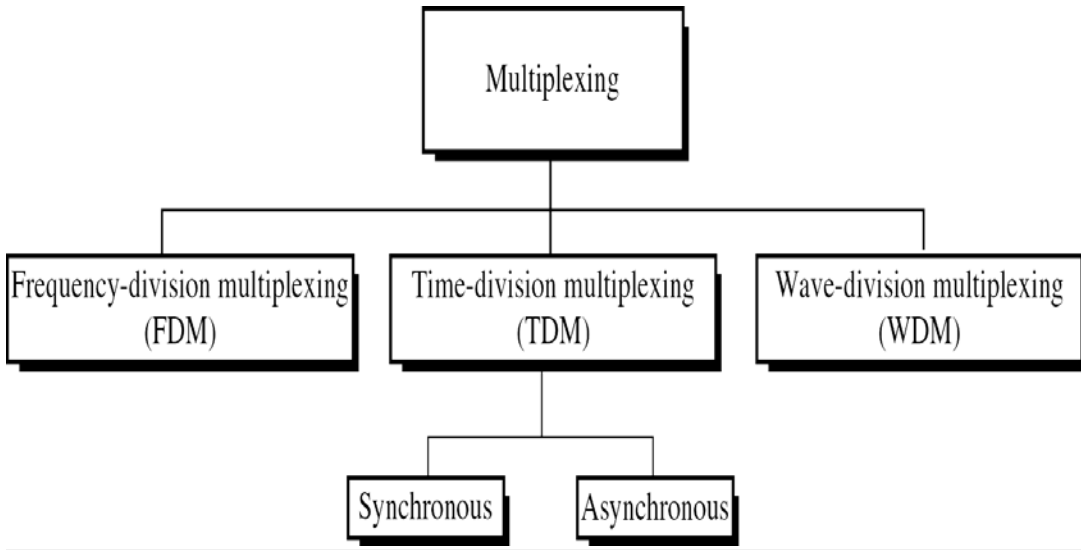 Multiplexing
Frequency-division multiplexing
(FDM)
Time-division multiplexing
(TDM)
Wave-division multiplexing
(WDM)
Synchronous
Asynchronous